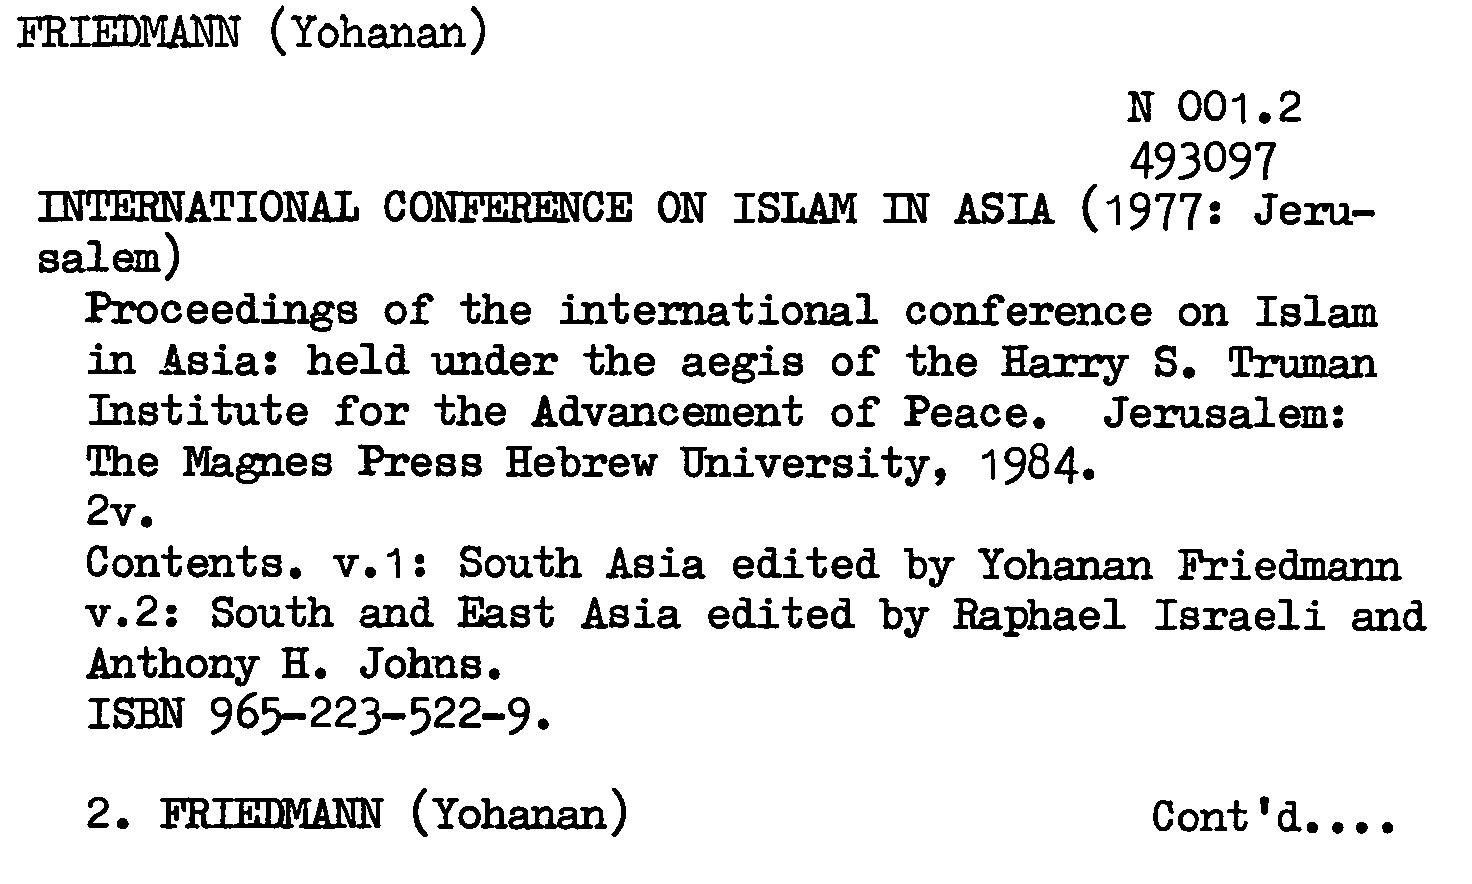 FRIEDMANN (Yohanan)
N 001.2
493097
INTERNATIONAL CONFERENCE ON ISLAM IN ASIA (1977: Jeru-
salem)
Proceedings of the international conference on Islam
in Asia: held under the aegis of the Harry S. Truman
Institute for the Advancement of Peace. Jerusalem:
The Magnes Press Hebrew University, 1984.
2v.
Contents. v.1: South Asia edited by Yohanan Friedmann
v.2: South and East Asia edited by Raphael Israeli and
Anthony H. Johns.
ISBN 965-223-522-9.
2. FRIEDMANN (Yohanan) Cont'd....